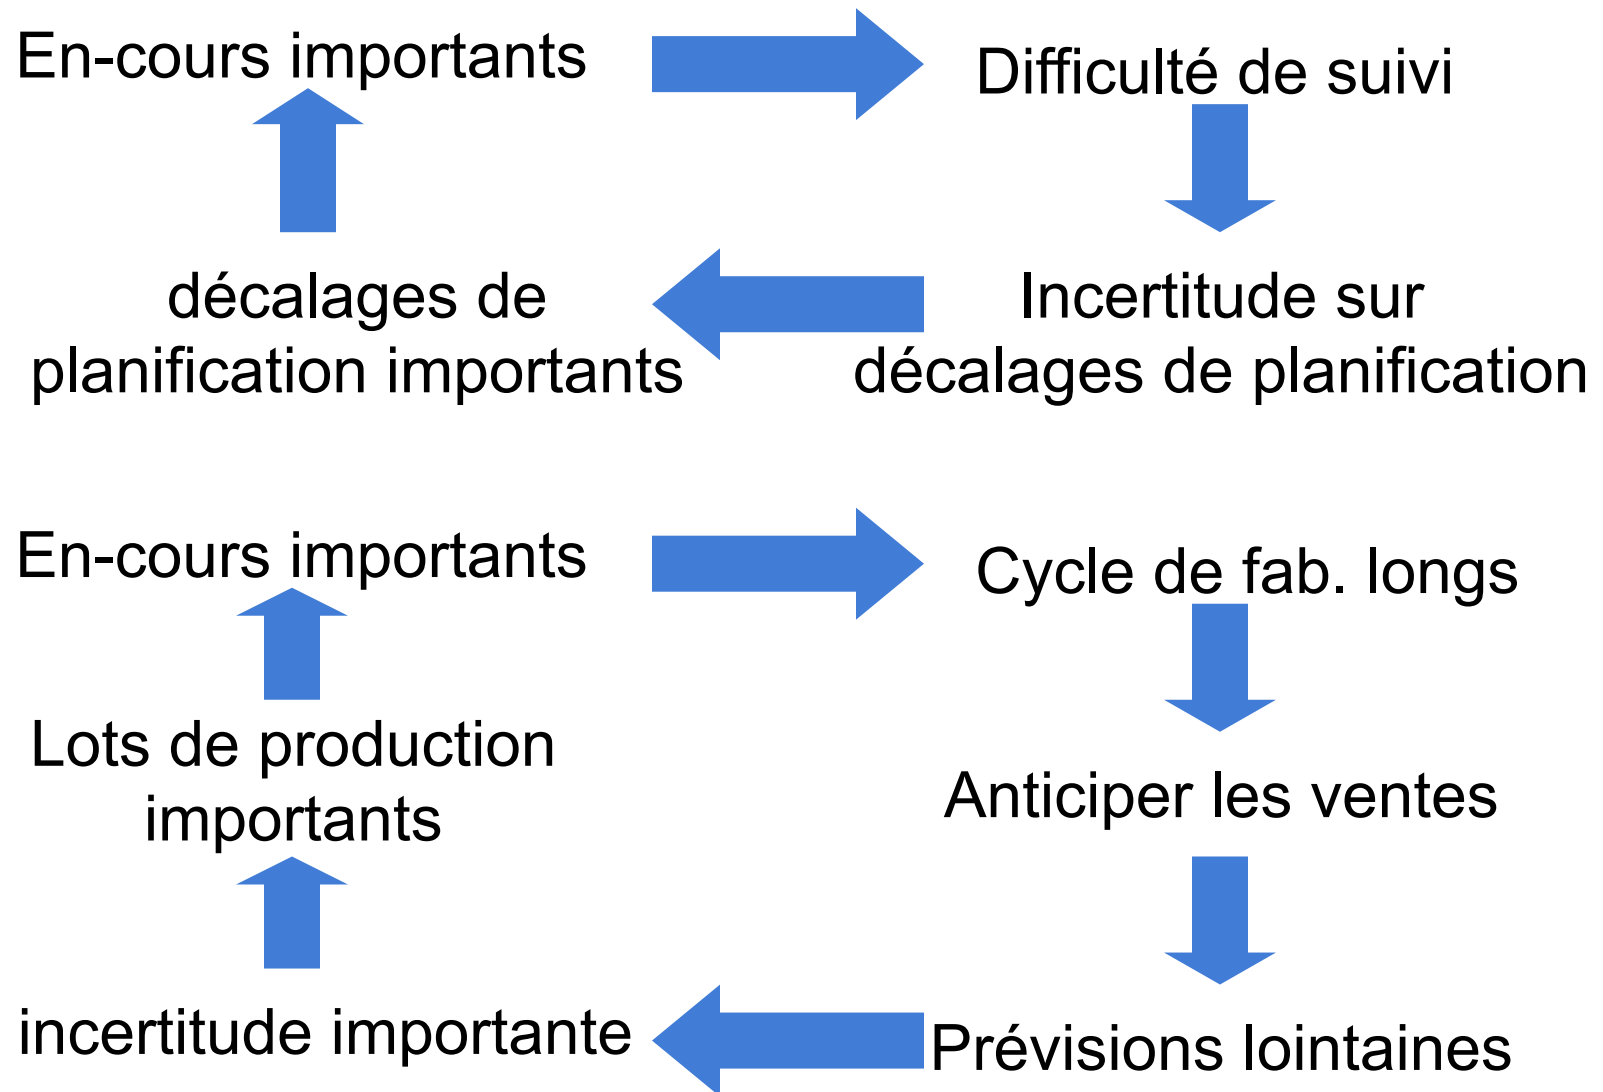 En-cours importants
Difficulté de suivi
décalages de
planification importants
Incertitude sur
décalages de planification
En-cours importants
Cycle de fab. longs
Lots de production
importants
Anticiper les ventes
incertitude importante
Prévisions lointaines